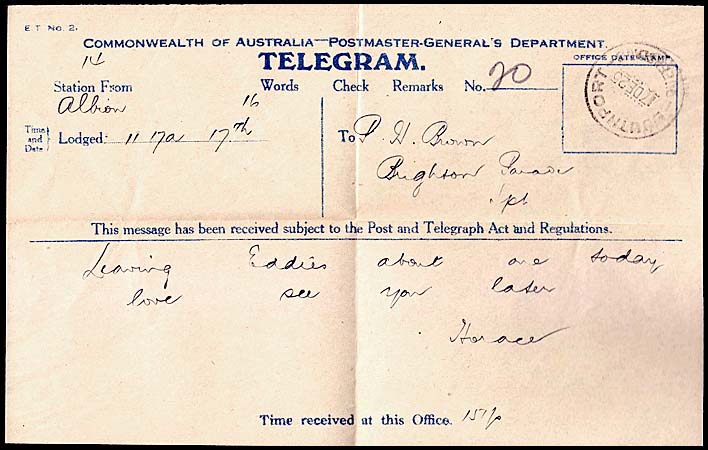 E T No. 2.
COMMONWEALTH OF AUSTRALIA—POSTMASTER-GENERAL'S DEPARTMENT.
14
TELEGRAM.
OFFICE DATE STAMP
Station From Words Check Remarks No. 20
Albion 16
Time and Date } Lodged: 11 17a 17th
To P. H. Brown
Brighton Parade
Spt
SOUTHPORT
This message has been received subject to the Post and Telegraph Act and Regulations.
Leaving Eddies about one today
love see you later
Horace
Time received at this Office.